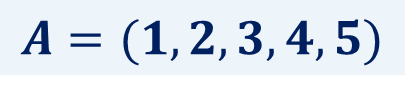 A = (1, 2, 3, 4, 5)